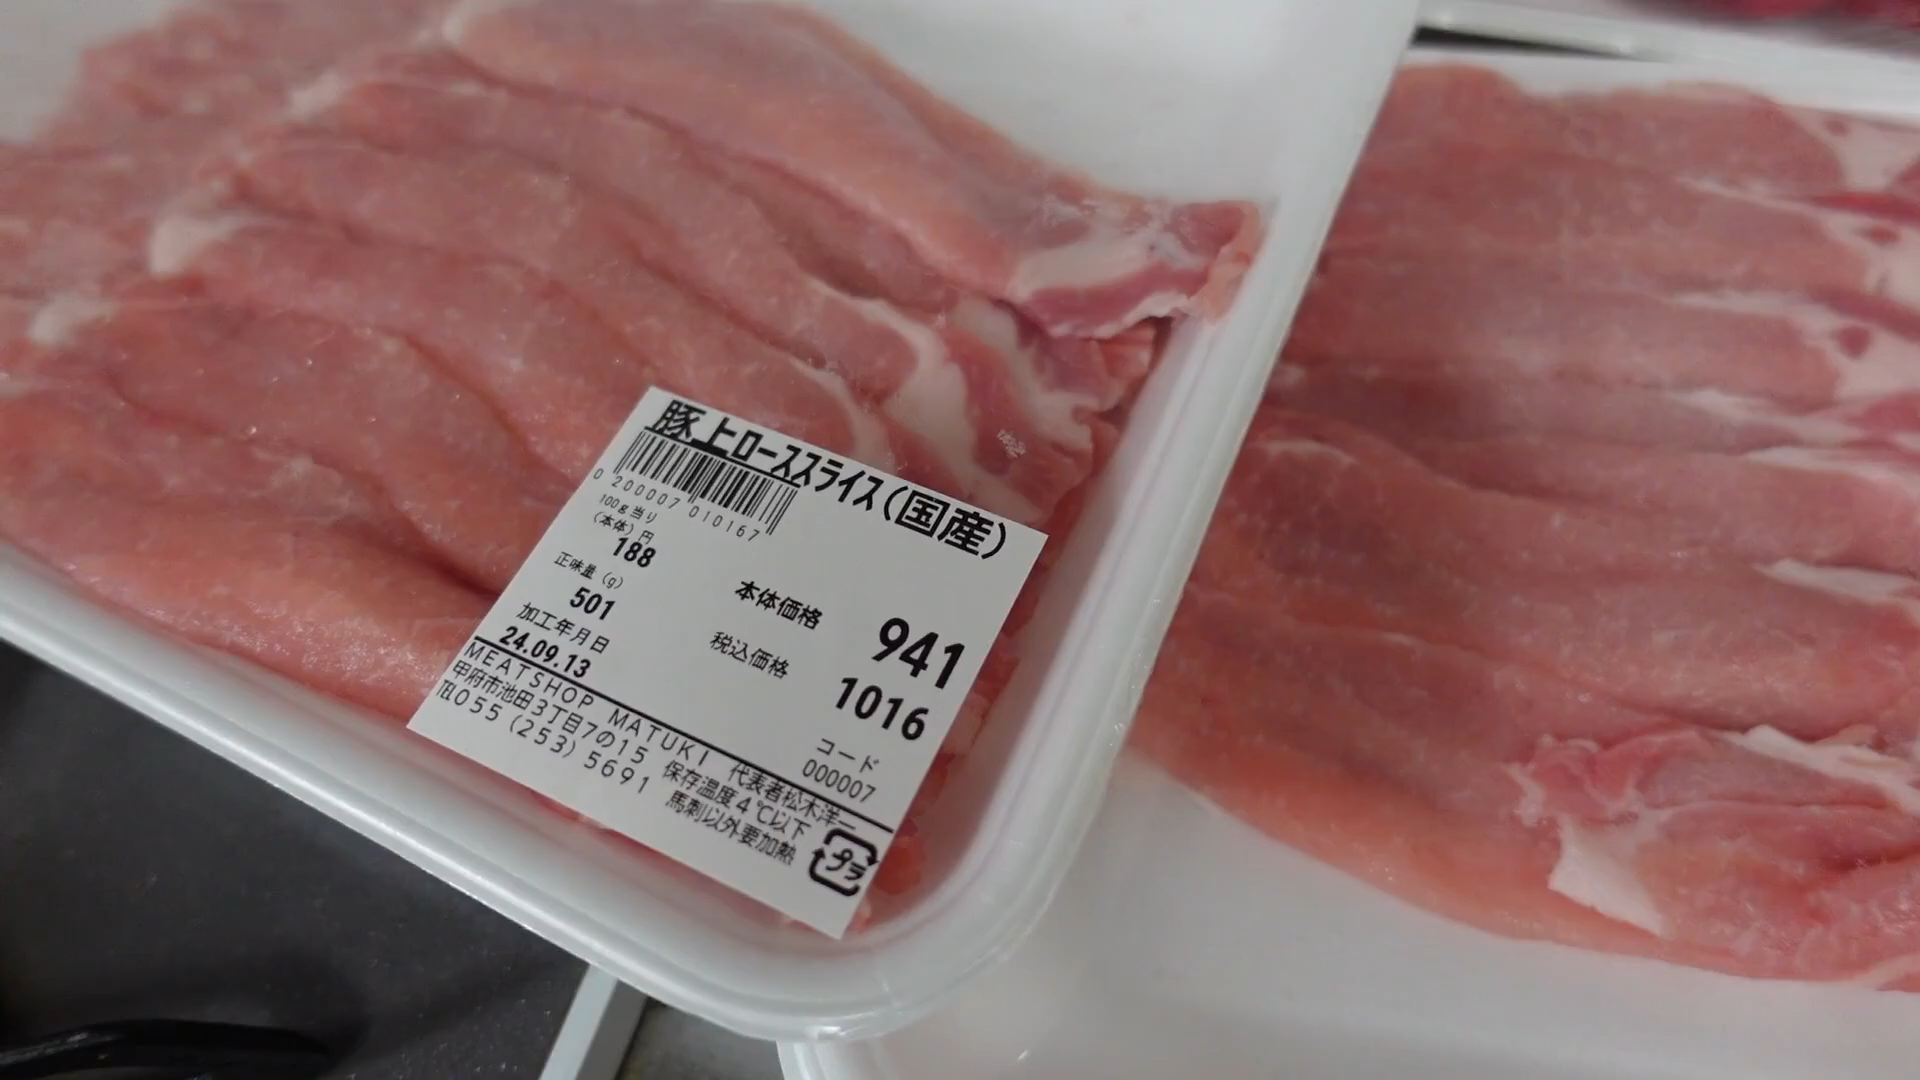 豚上ローススライス(国産)
0 200007 010167
100g当り
(本体)円
188
正味量(g)
501
加工年月日
24.09.13
本体価格 941
税込価格 1016
コード
000007
MEATSHOP MATUKI 代表者松木洋一
甲府市池田3丁目7の15 保存温度4℃以下
℡055(253)5691 馬刺以外要加熱
プラ